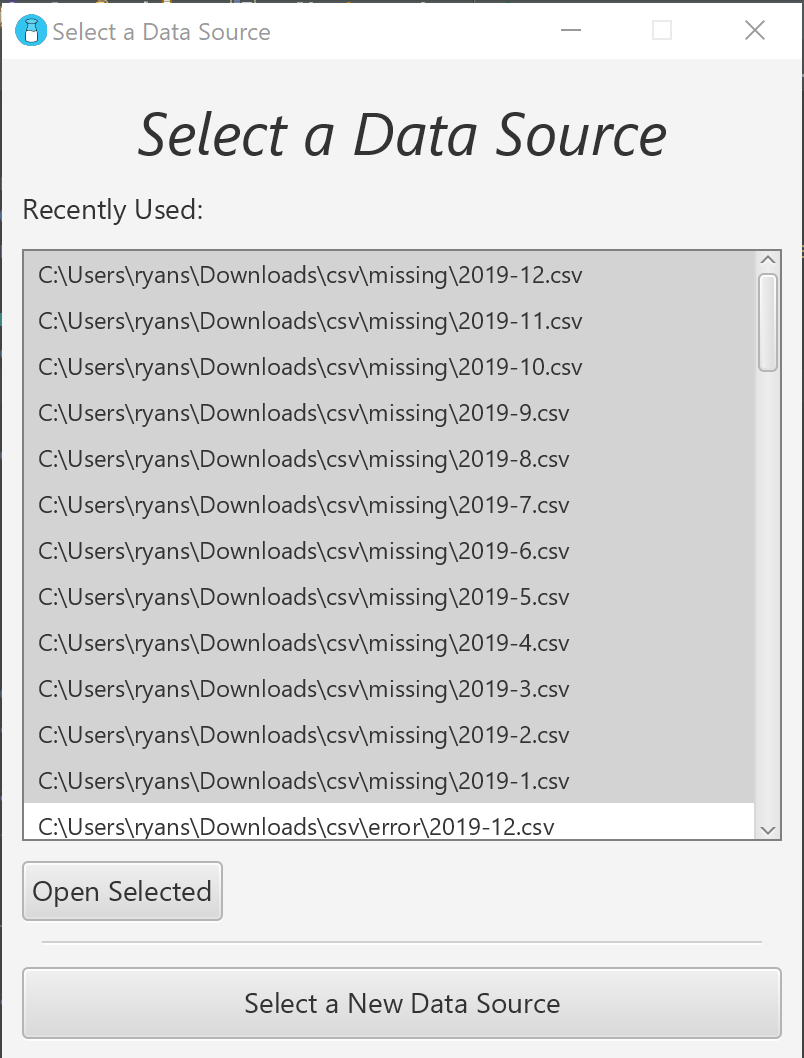 Select a Data Source
Select a Data Source
Recently Used:
C:\Users\ryans\Downloads\csv\missing\2019-12.csv
C:\Users\ryans\Downloads\csv\missing\2019-11.csv
C:\Users\ryans\Downloads\csv\missing\2019-10.csv
C:\Users\ryans\Downloads\csv\missing\2019-9.csv
C:\Users\ryans\Downloads\csv\missing\2019-8.csv
C:\Users\ryans\Downloads\csv\missing\2019-7.csv
C:\Users\ryans\Downloads\csv\missing\2019-6.csv
C:\Users\ryans\Downloads\csv\missing\2019-5.csv
C:\Users\ryans\Downloads\csv\missing\2019-4.csv
C:\Users\ryans\Downloads\csv\missing\2019-3.csv
C:\Users\ryans\Downloads\csv\missing\2019-2.csv
C:\Users\ryans\Downloads\csv\missing\2019-1.csv
C:\Users\ryans\Downloads\csv\error\2019-12.csv
Open Selected
Select a New Data Source